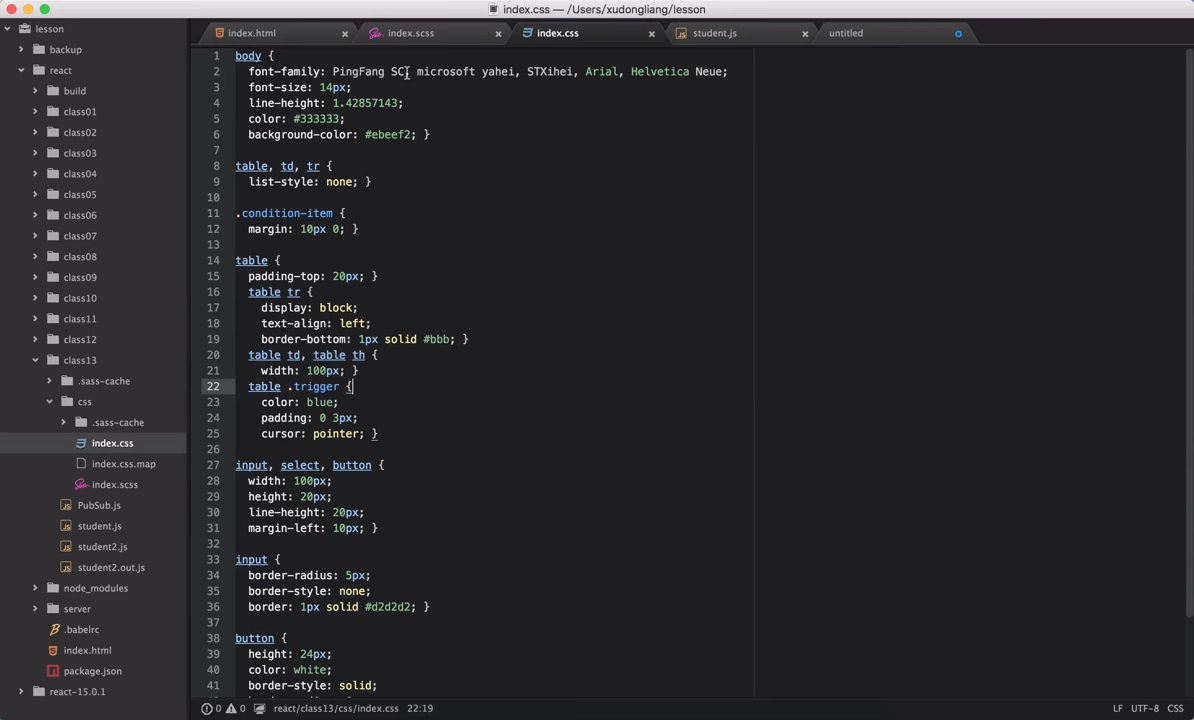 index.css — /Users/xudongliang/lesson
lesson
backup
react
build
class01
class02
class03
class04
class05
class06
class07
class08
class09
class10
class11
class12
class13
.sass-cache
css
.sass-cache
index.css
index.css.map
index.scss
PubSub.js
student.js
student2.js
student2.out.js
node_modules
server
.babelrc
index.html
package.json
react-15.0.1
index.html index.scss index.css student.js untitled
1 body {
2 font-family: PingFang SC, microsoft yahei, STXihei, Arial, Helvetica Neue;
3 font-size: 14px;
4 line-height: 1.42857143;
5 color: #333333;
6 background-color: #ebeef2; }
7
8 table, td, tr {
9 list-style: none; }
10
11 .condition-item {
12 margin: 10px 0; }
13
14 table {
15 padding-top: 20px; }
16 table tr {
17 display: block;
18 text-align: left;
19 border-bottom: 1px solid #bbb; }
20 table td, table th {
21 width: 100px; }
22 table .trigger {
23 color: blue;
24 padding: 0 3px;
25 cursor: pointer; }
26
27 input, select, button {
28 width: 100px;
29 height: 20px;
30 line-height: 20px;
31 margin-left: 10px; }
32
33 input {
34 border-radius: 5px;
35 border-style: none;
36 border: 1px solid #d2d2d2; }
37
38 button {
39 height: 24px;
40 color: white;
41 border-style: solid;
0 0 react/class13/css/index.css 22:19 LF UTF-8 CSS